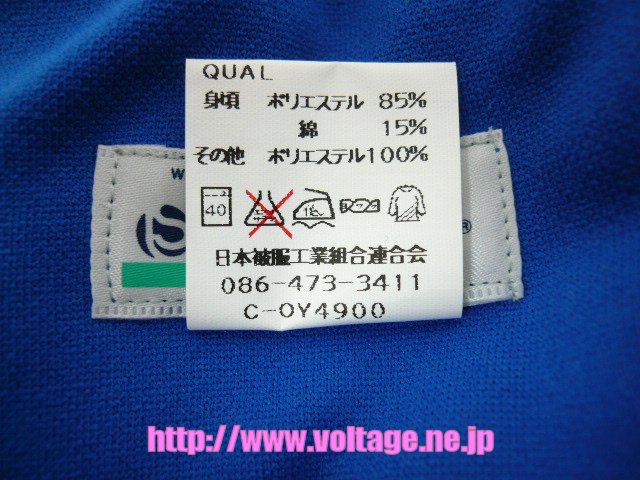 QUAL
身頃 ポリエステル 85%
綿 15%
その他 ポリエステル100%
40
日本被服工業組合連合会
086-473-3411
C-0Y4900
W
S
®
http://www.voltage.ne.jp